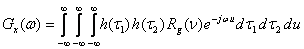 G_x(ϖ) = ∫_{-∞}^{∞} ∫_{-∞}^{∞} ∫_{-∞}^{∞} h(τ_1) h(τ_2) R_g(ν) e^{-jωu} dτ_1 dτ_2 du